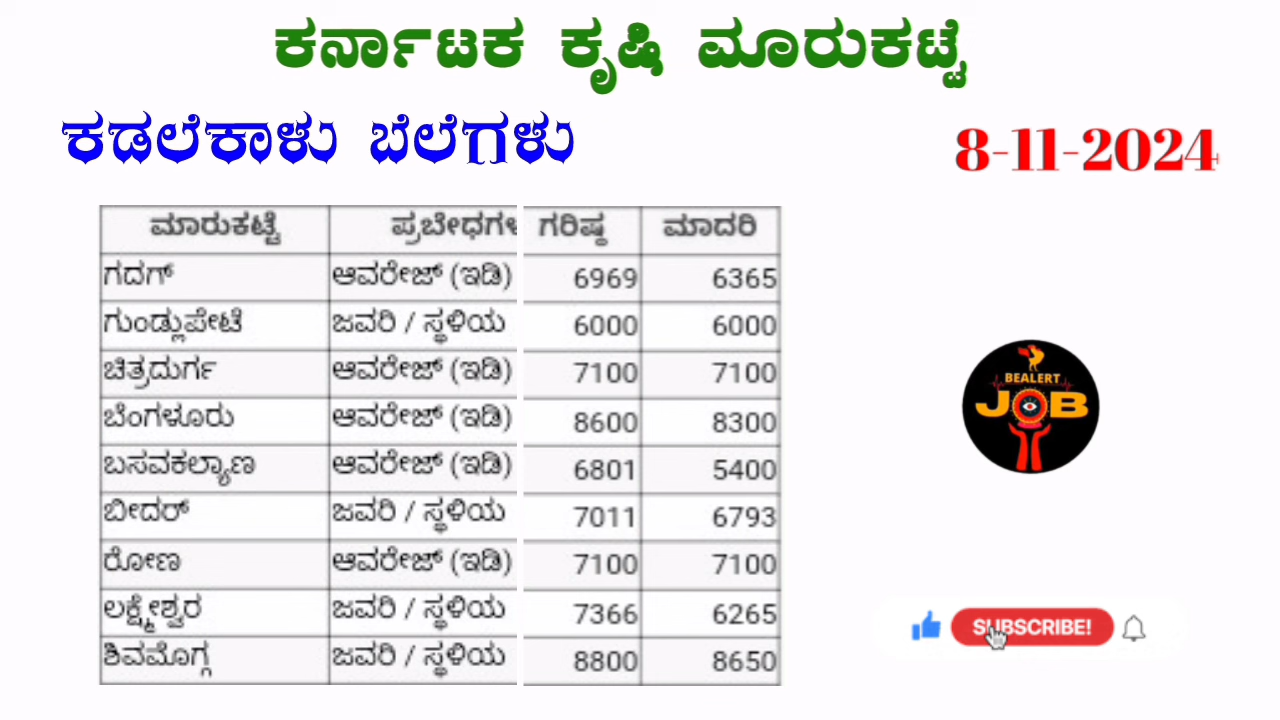 ಕರ್ನಾಟಕ ಕೃಷಿ ಮಾರುಕಟ್ಟೆ
ಕಡಲೆಕಾಳು ಬೆಲೆಗಳು 8-11-2024
ಮಾರುಕಟ್ಟೆ ಪ್ರಬೇಧಗಳ ಗರಿಷ್ಠ ಮಾದರಿ
ಗದಗ್ ಆವರೇಜ್ (ಇಡಿ) 6969 6365
ಗುಂಡ್ಲುಪೇಟೆ ಜವರಿ / ಸ್ಥಳಿಯ 6000 6000
ಚಿತ್ರದುರ್ಗ ಆವರೇಜ್ (ಇಡಿ) 7100 7100
ಬೆಂಗಳೂರು ಆವರೇಜ್ (ಇಡಿ) 8600 8300
ಬಸವಕಲ್ಯಾಣ ಆವರೇಜ್ (ಇಡಿ) 6801 5400
ಬೀದರ್ ಜವರಿ / ಸ್ಥಳಿಯ 7011 6793
ರೋಣ ಆವರೇಜ್ (ಇಡಿ) 7100 7100
ಲಕ್ಷ್ಮೇಶ್ವರ ಜವರಿ / ಸ್ಥಳಿಯ 7366 6265
ಶಿವಮೊಗ್ಗ ಜವರಿ / ಸ್ಥಳಿಯ 8800 8650
BEALERT
JOB
SUBSCRIBE!